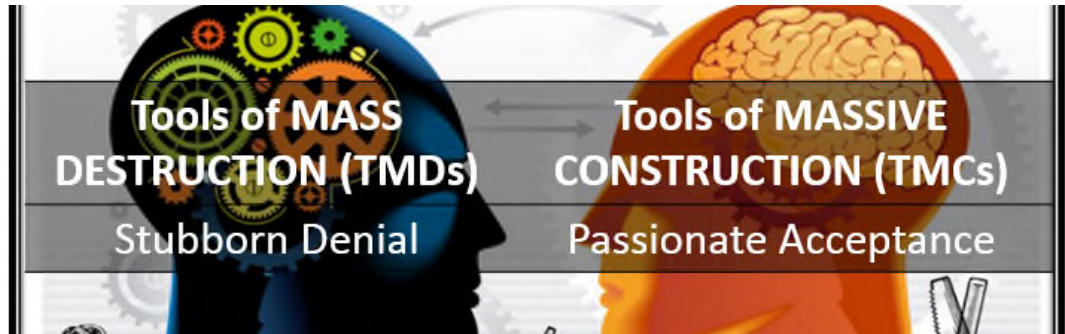 Tools of MASS
DESTRUCTION (TMDs)
Tools of MASSIVE
CONSTRUCTION (TMCs)
Stubborn Denial
Passionate Acceptance